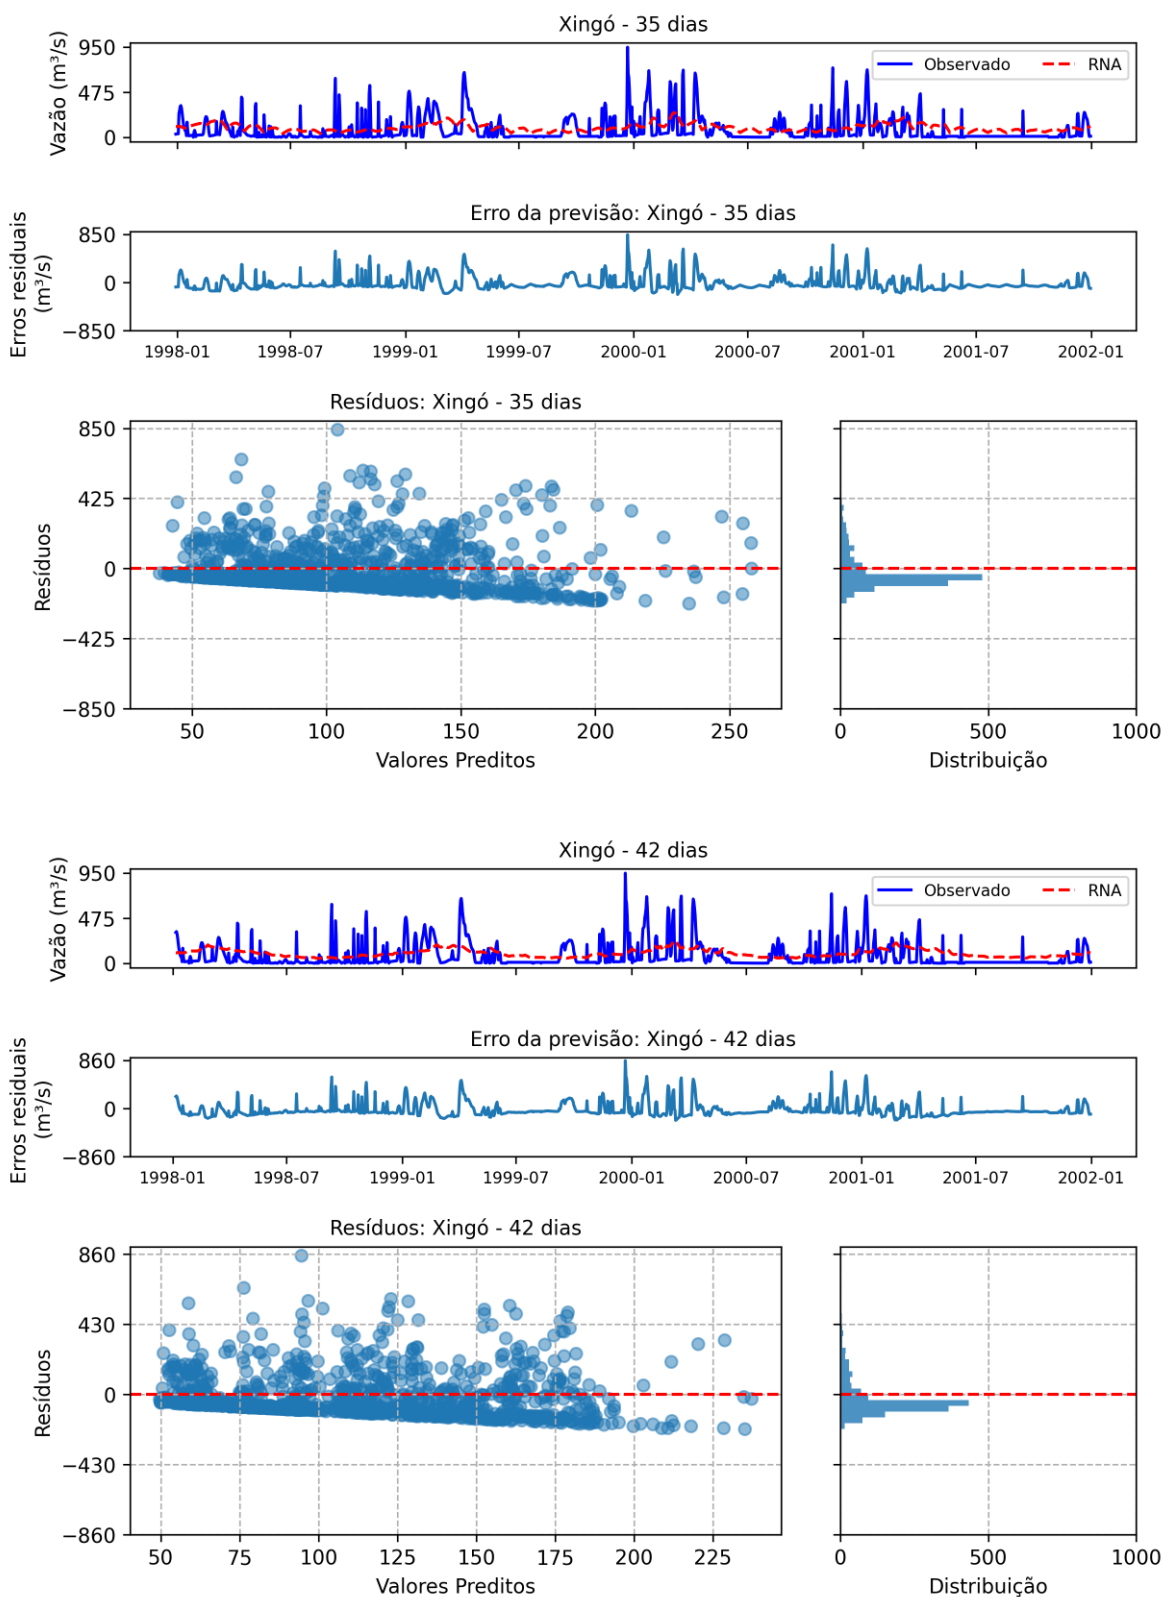 Xingó - 35 dias
Vazão (m³/s)
950
475
0
Observado
RNA
Erro da previsão: Xingó - 35 dias
Erros residuais
(m³/s)
850
0
−850
1998-01 1998-07 1999-01 1999-07 2000-01 2000-07 2001-01 2001-07 2002-01
Resíduos: Xingó - 35 dias
Resíduos
850
425
0
−425
−850
50 100 150 200 250
Valores Preditos
0 500 1000
Distribuição
Xingó - 42 dias
Vazão (m³/s)
950
475
0
Observado
RNA
Erro da previsão: Xingó - 42 dias
Erros residuais
(m³/s)
860
0
−860
1998-01 1998-07 1999-01 1999-07 2000-01 2000-07 2001-01 2001-07 2002-01
Resíduos: Xingó - 42 dias
Resíduos
860
430
0
−430
−860
50 75 100 125 150 175 200 225
Valores Preditos
0 500 1000
Distribuição